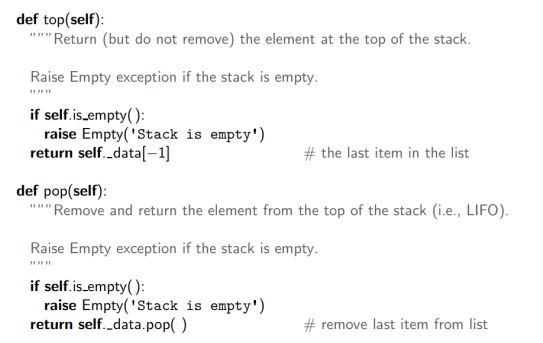 def top(self):
"""Return (but do not remove) the element at the top of the stack.
Raise Empty exception if the stack is empty.
"""
if self.is_empty():
raise Empty('Stack is empty')
return self._data[−1] # the last item in the list
def pop(self):
"""Remove and return the element from the top of the stack (i.e., LIFO).
Raise Empty exception if the stack is empty.
"""
if self.is_empty():
raise Empty('Stack is empty')
return self._data.pop( ) # remove last item from list